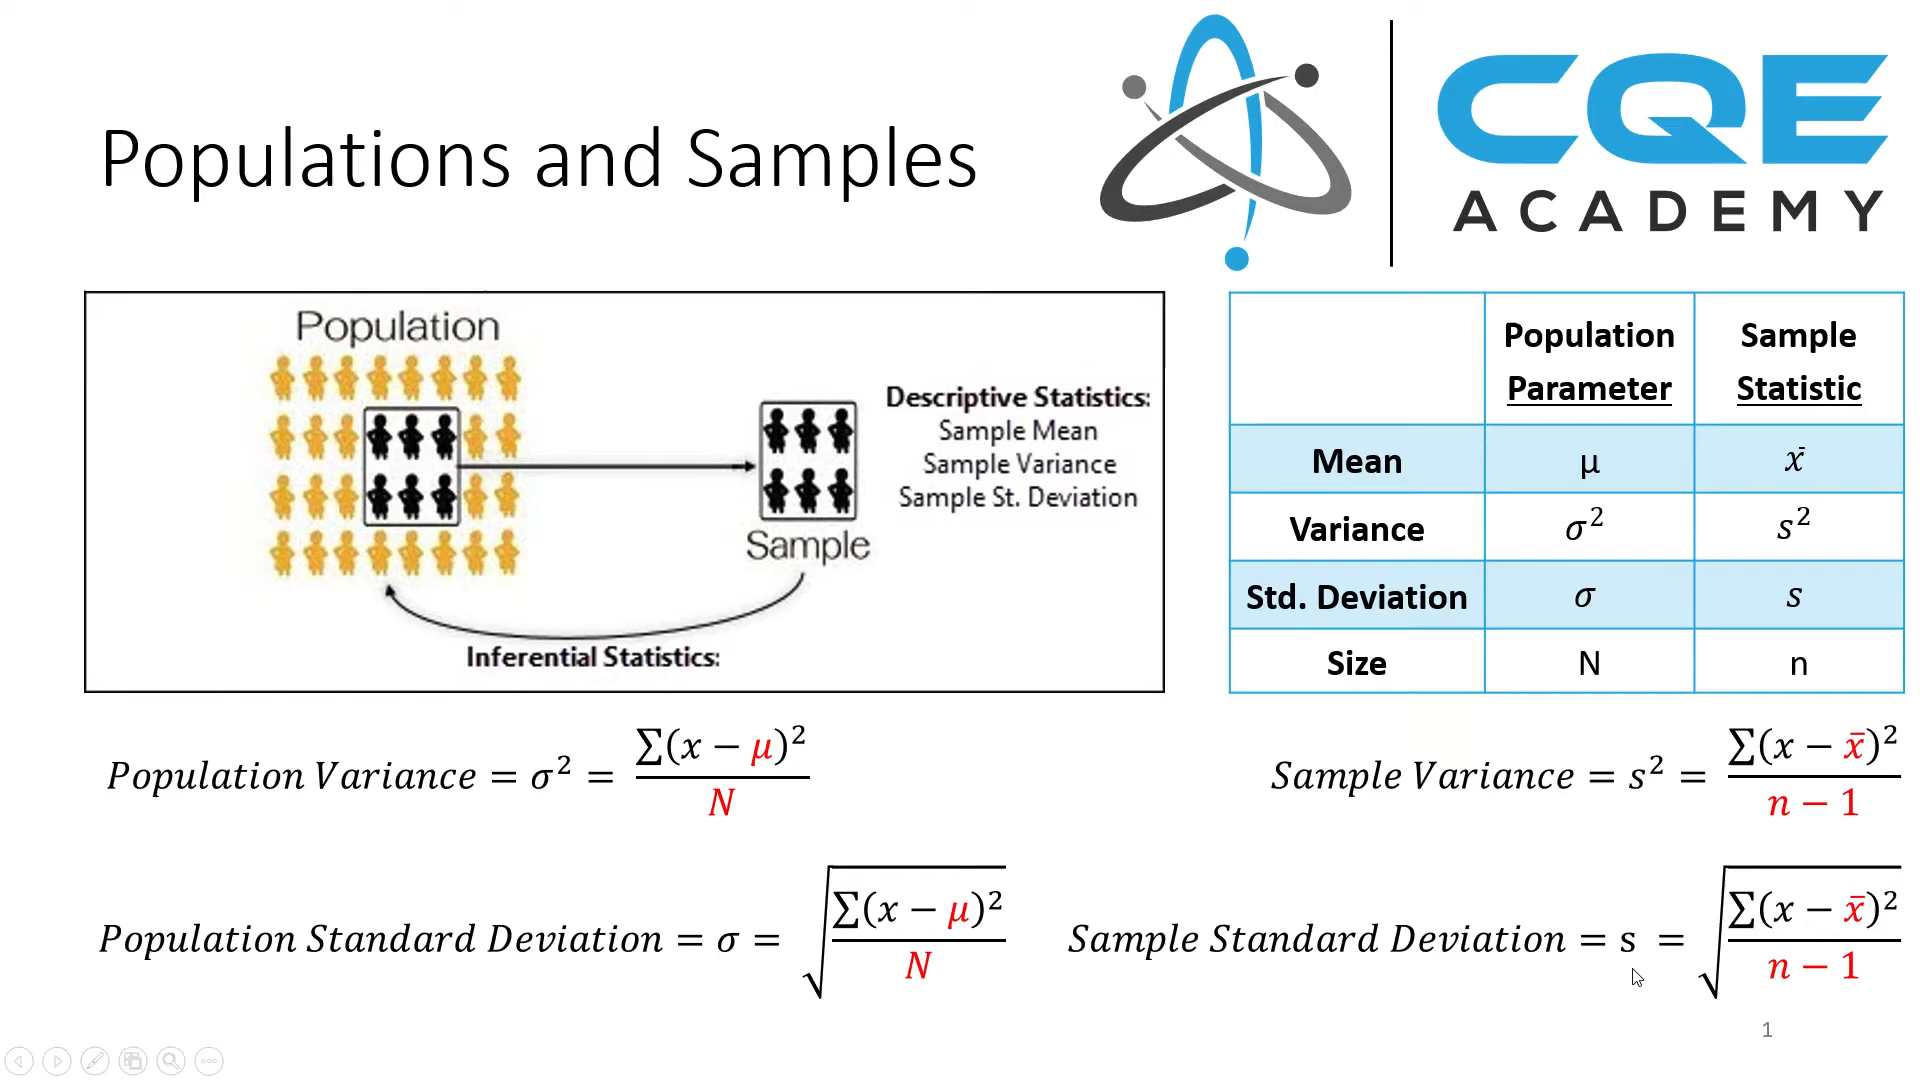 Populations and Samples
CQE
ACADEMY
Population
Sample
Descriptive Statistics:
Sample Mean
Sample Variance
Sample St. Deviation
Inferential Statistics:
Population Parameter Sample Statistic
Mean μ x̄
Variance σ² s²
Std. Deviation σ s
Size N n
Population Variance = σ² = ∑(x − μ)² / N
Sample Variance = s² = ∑(x − x̄)² / n − 1
Population Standard Deviation = σ = √ ∑(x − μ)² / N
Sample Standard Deviation = s = √ ∑(x − x̄)² / n − 1
1